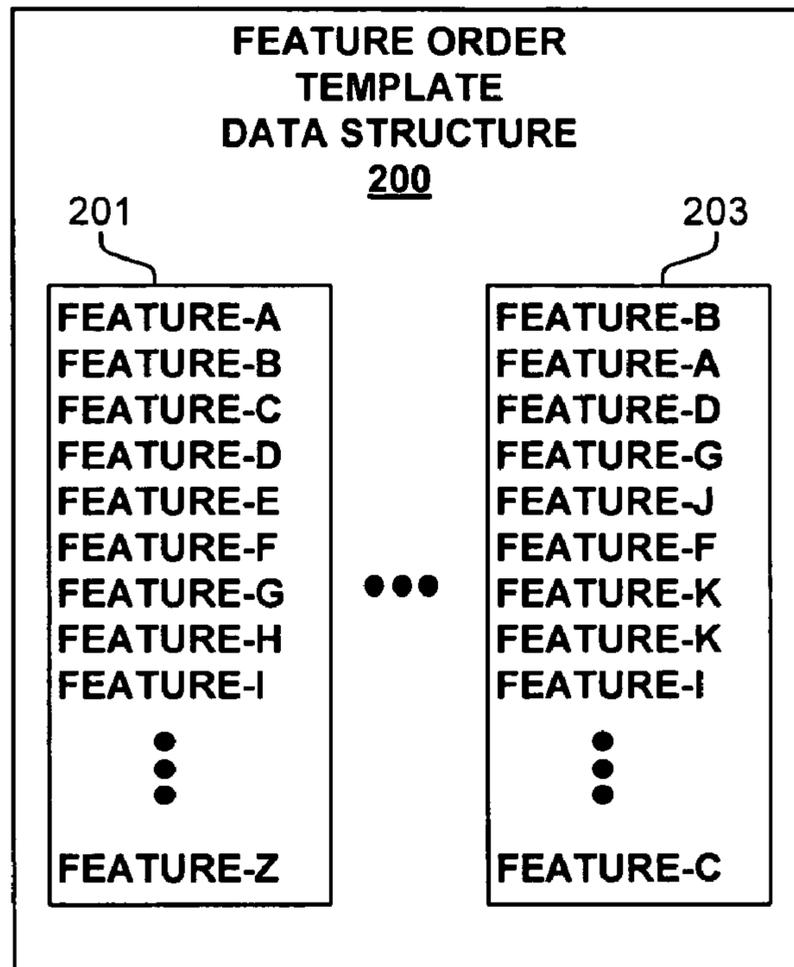 FEATURE ORDER
TEMPLATE
DATA STRUCTURE
200
201
FEATURE-A
FEATURE-B
FEATURE-C
FEATURE-D
FEATURE-E
FEATURE-F
FEATURE-G
FEATURE-H
FEATURE-I
FEATURE-Z
203
FEATURE-B
FEATURE-A
FEATURE-D
FEATURE-G
FEATURE-J
FEATURE-F
FEATURE-K
FEATURE-K
FEATURE-I
FEATURE-C